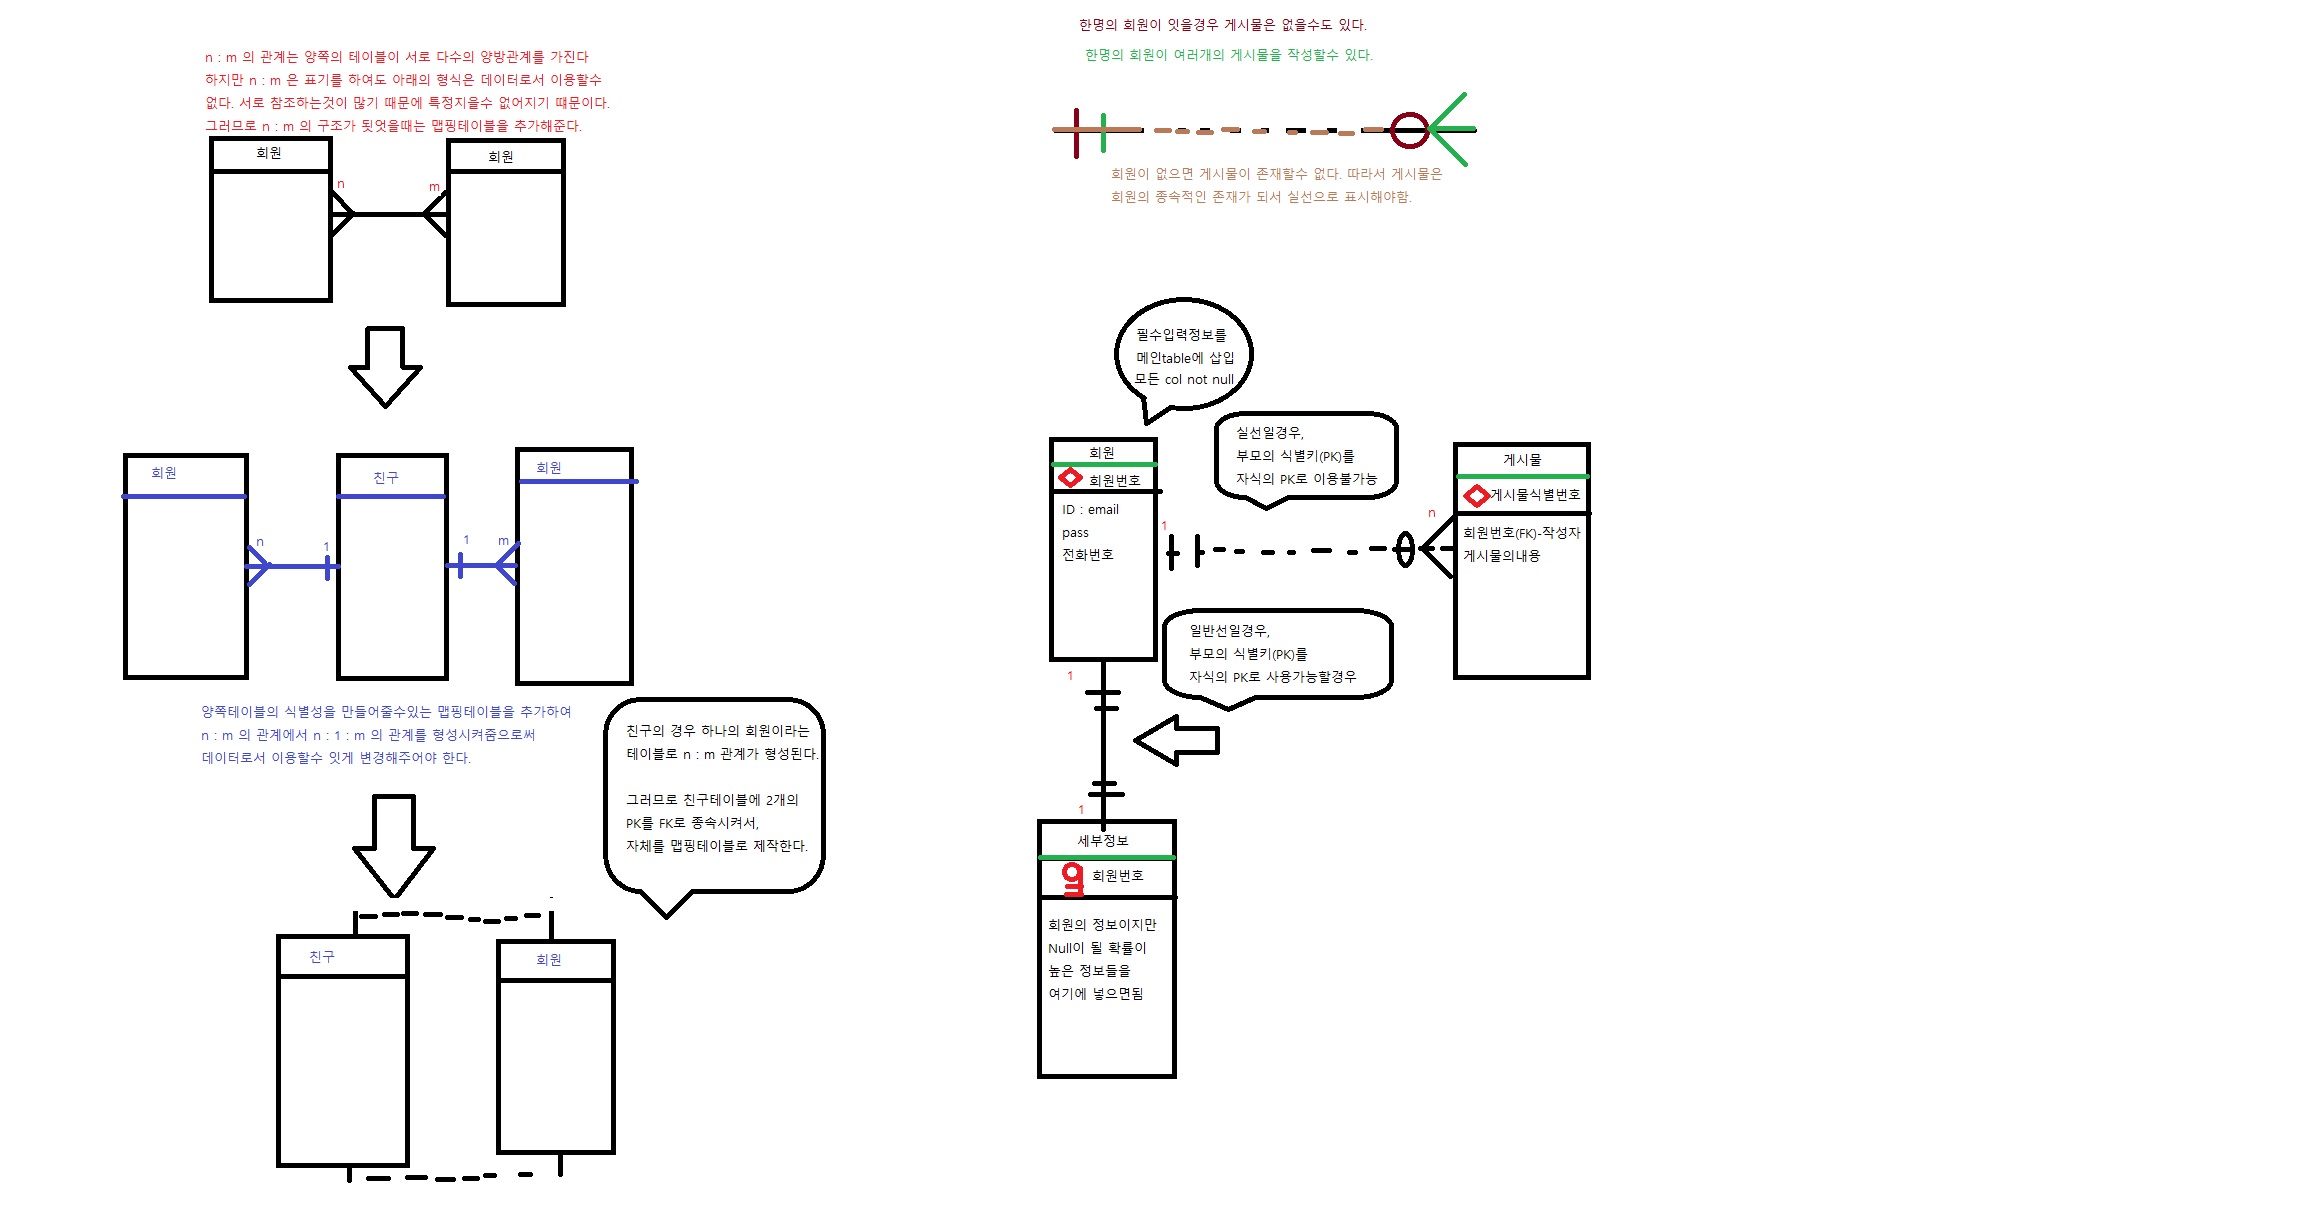 n : m 의 관계는 양쪽의 테이블이 서로 다수의 양방관계를 가진다
하지만 n : m 은 표기를 하여도 아래의 형식은 데이터로서 이용할수
없다. 서로 참조하는것이 많기 때문에 특정지을수 없어지기 떄문이다.
그러므로 n : m 의 구조가 됫엇을때는 맵핑테이블을 추가해준다.
회원
회원
n
m
회원
친구
회원
n
1
1
m
양쪽테이블의 식별성을 만들어줄수있는 맵핑테이블을 추가하여
n : m 의 관계에서 n : 1 : m 의 관계를 형성시켜줌으로써
데이터로서 이용할수 잇게 변경해주어야 한다.
친구의 경우 하나의 회원이라는
테이블로 n : m 관계가 형성된다.
그러므로 친구테이블에 2개의
PK를 FK로 종속시켜서,
자체를 맵핑테이블로 제작한다.
친구
회원
한명의 회원이 잇을경우 게시물은 없을수도 있다.
한명의 회원이 여러개의 게시물을 작성할수 있다.
회원이 없으면 게시물이 존재할수 없다. 따라서 게시물은
회원의 종속적인 존재가 되서 실선으로 표시해야함.
필수입력정보를
메인table에 삽입
모든 col not null
실선일경우,
부모의 식별키(PK)를
자식의 PK로 이용불가능
회원
회원번호
ID : email
pass
전화번호
1
n
게시물
게시물식별번호
회원번호(FK)-작성자
게시물의내용
일반선일경우,
부모의 식별키(PK)를
자식의 PK로 사용가능할경우
1
1
세부정보
회원번호
회원의 정보이지만
Null이 될 확률이
높은 정보들을
여기에 넣으면됨